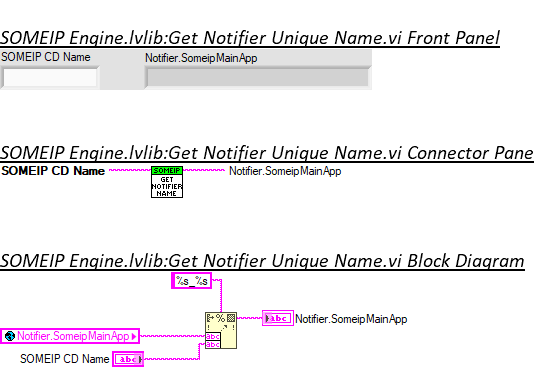 SOMEIP Engine.lvlib:Get Notifier Unique Name.vi Front Panel
SOMEIP CD Name
Notifier.SomeipMainApp
SOMEIP Engine.lvlib:Get Notifier Unique Name.vi Connector Pane
SOMEIP CD Name
SOMEIP
GET
NOTIFIER
NAME
Notifier.SomeipMainApp
SOMEIP Engine.lvlib:Get Notifier Unique Name.vi Block Diagram
%s_%s
%
abc
Notifier.SomeipMainApp
Notifier.SomeipMainApp
abc
abc
SOMEIP CD Name
abc